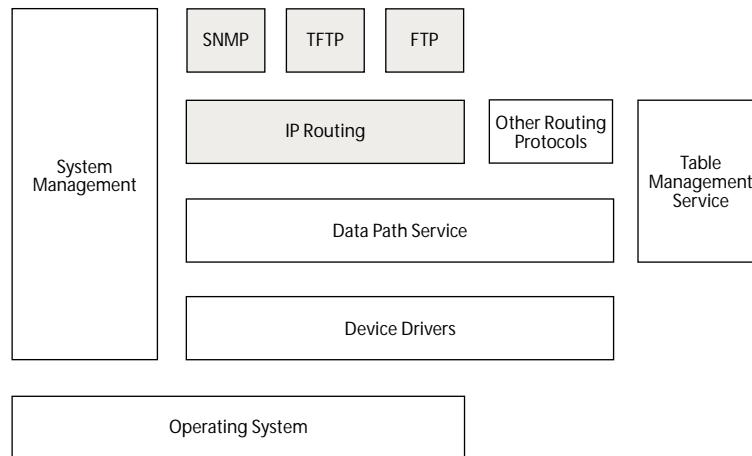 SNMP
TFTP
FTP
IP Routing
Other Routing
Protocols
System
Management
Table
Management
Service
Data Path Service
Device Drivers
Operating System